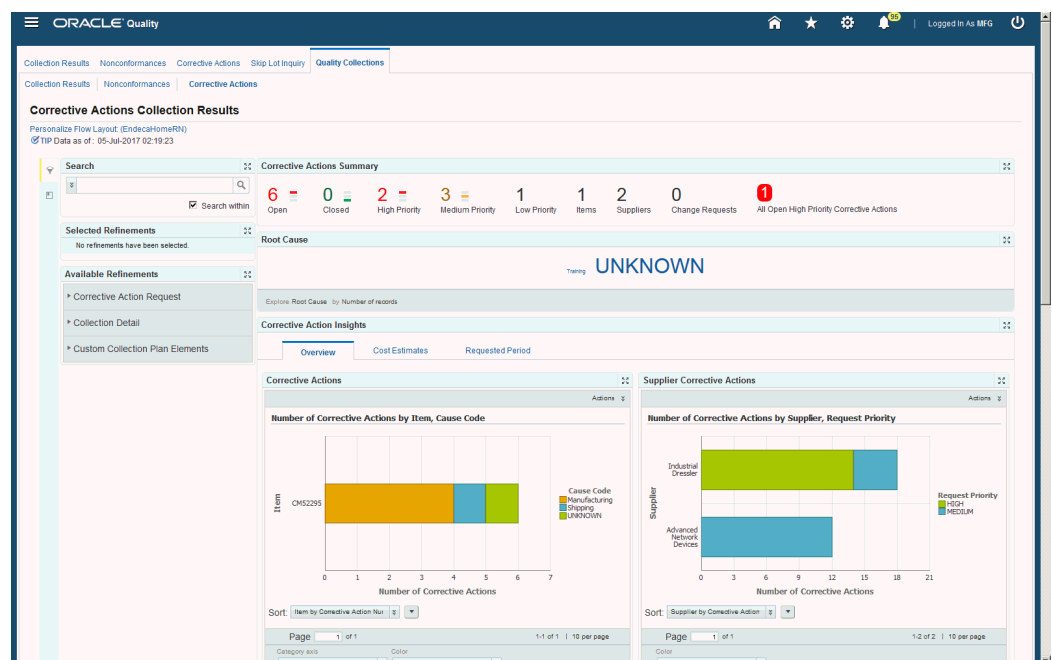 ORACLE Quality
95
Logged In As MFG
Collection Results Nonconformances Corrective Actions Skip Lot Inquiry Quality Collections
Collection Results Nonconformances Corrective Actions
Corrective Actions Collection Results
Personalize Flow Layout: (EndecaHomeRN)
TIP Data as of : 05-Jul-2017 02:19:23
Search
Search within
Selected Refinements
No refinements have been selected.
Available Refinements
Corrective Action Request
Collection Detail
Custom Collection Plan Elements
Corrective Actions Summary
6 0 2 3 1 1 2 0 1
Open Closed High Priority Medium Priority Low Priority Items Suppliers Change Requests All Open High Priority Corrective Actions
Root Cause
Training UNKNOWN
Explore Root Cause by Number of records
Corrective Action Insights
Overview Cost Estimates Requested Period
Corrective Actions
Actions
Number of Corrective Actions by Item, Cause Code
Item
CM52295
Cause Code
Manufacturing
Shipping
UNKNOWN
0 1 2 3 4 5 6 7
Number of Corrective Actions
Sort: Item by Corrective Action Nur
Page 1 of 1 1-1 of 1 | 10 per page
Category axis Color
Supplier Corrective Actions
Actions
Number of Corrective Actions by Supplier, Request Priority
Supplier
Industrial
Dressler
Advanced
Network
Devices
Request Priority
HIGH
MEDIUM
0 3 6 9 12 15 18 21
Number of Corrective Actions
Sort: Supplier by Corrective Action
Page 1 of 1 1-2 of 2 | 10 per page
Color